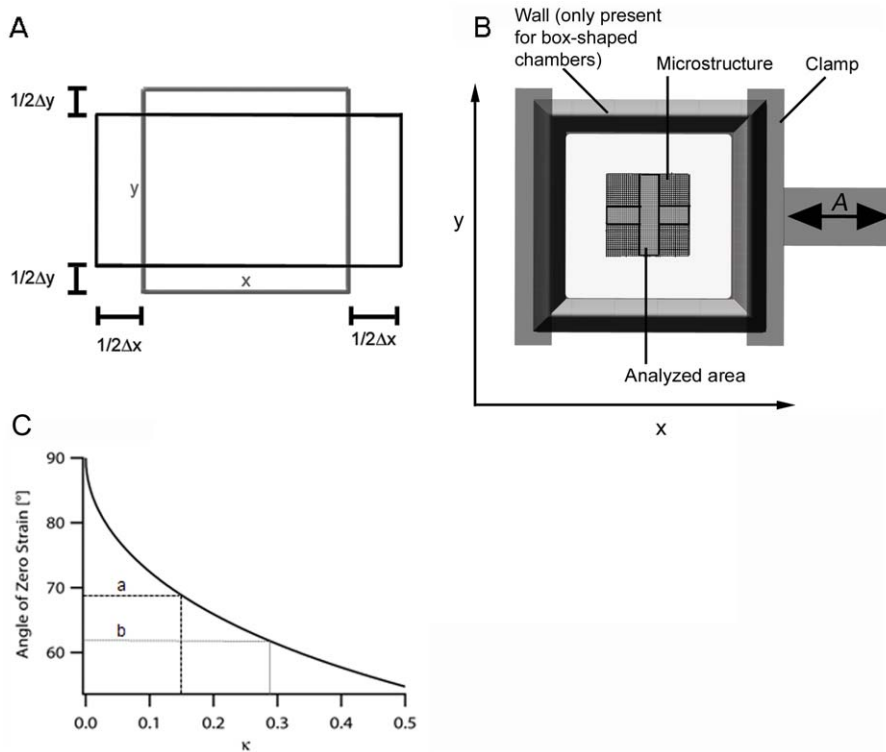 A
1/2Δy
y
x
1/2Δy
1/2Δx
1/2Δx
B
Wall (only present
for box-shaped
chambers)
Microstructure
Clamp
A
y
Analyzed area
x
C
90
80
70
60
Angle of Zero Strain [°]
a
b
0.0 0.1 0.2 0.3 0.4 0.5
κ